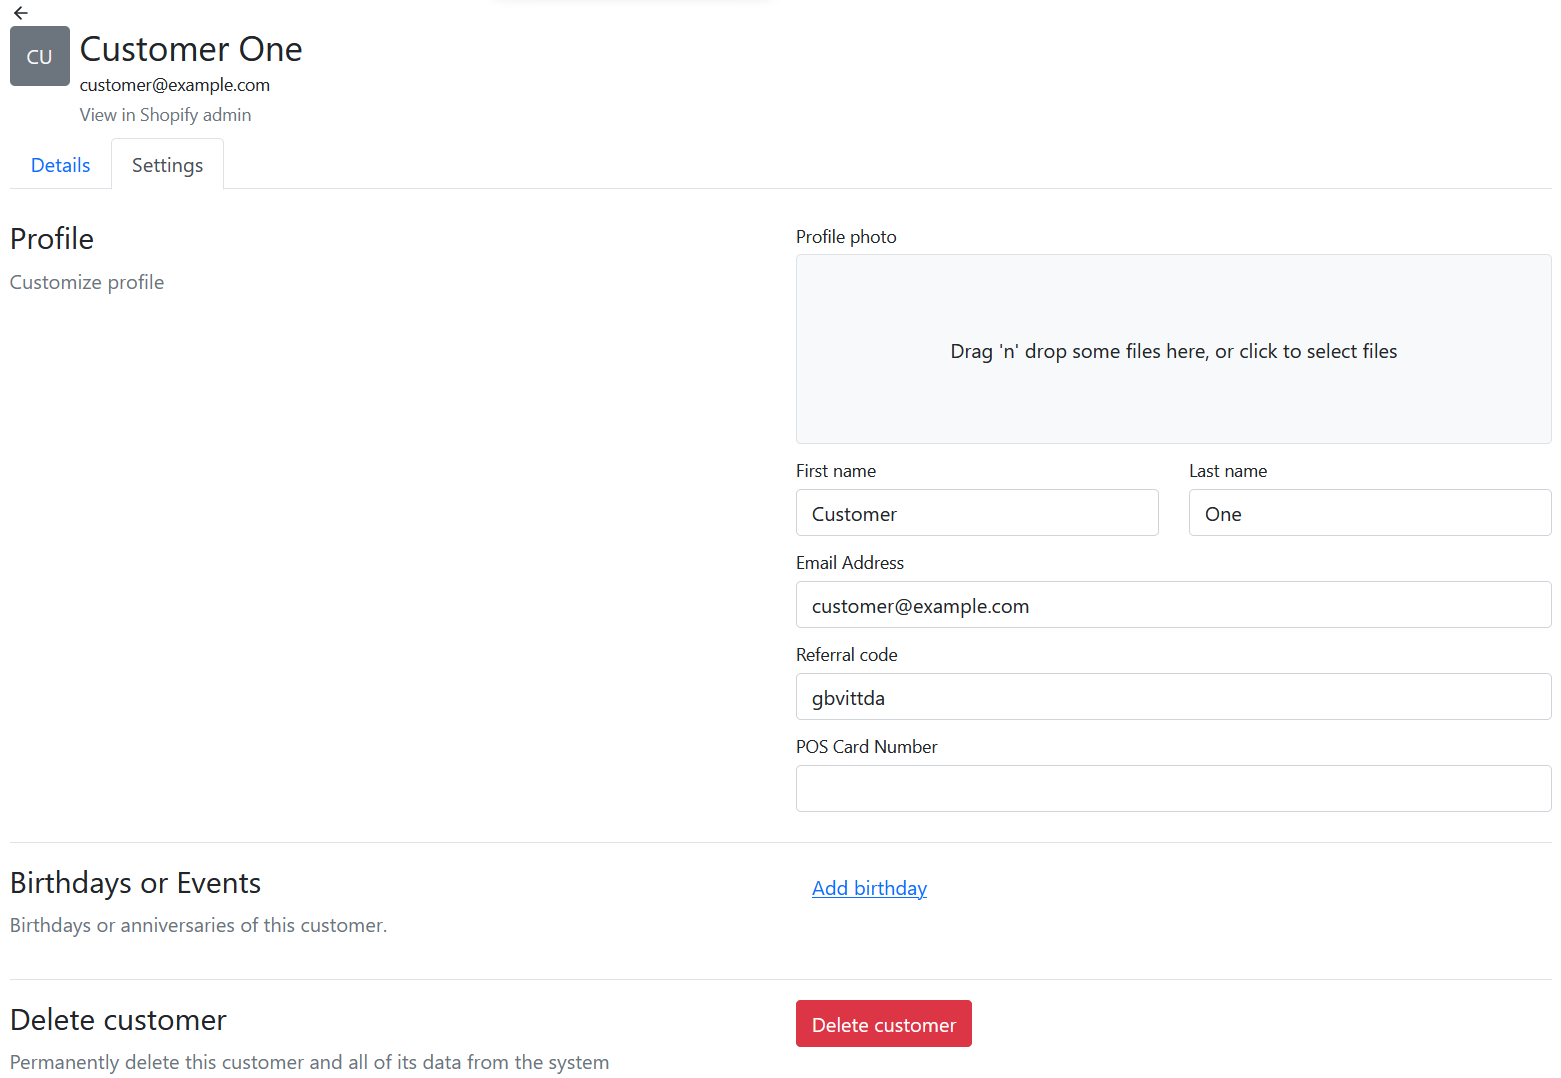 CU
Customer One
customer@example.com
View in Shopify admin
Details
Settings
Profile
Customize profile
Profile photo
Drag 'n' drop some files here, or click to select files
First name
Last name
Customer
One
Email Address
customer@example.com
Referral code
gbvittda
POS Card Number
Birthdays or Events
Birthdays or anniversaries of this customer.
Add birthday
Delete customer
Permanently delete this customer and all of its data from the system
Delete customer